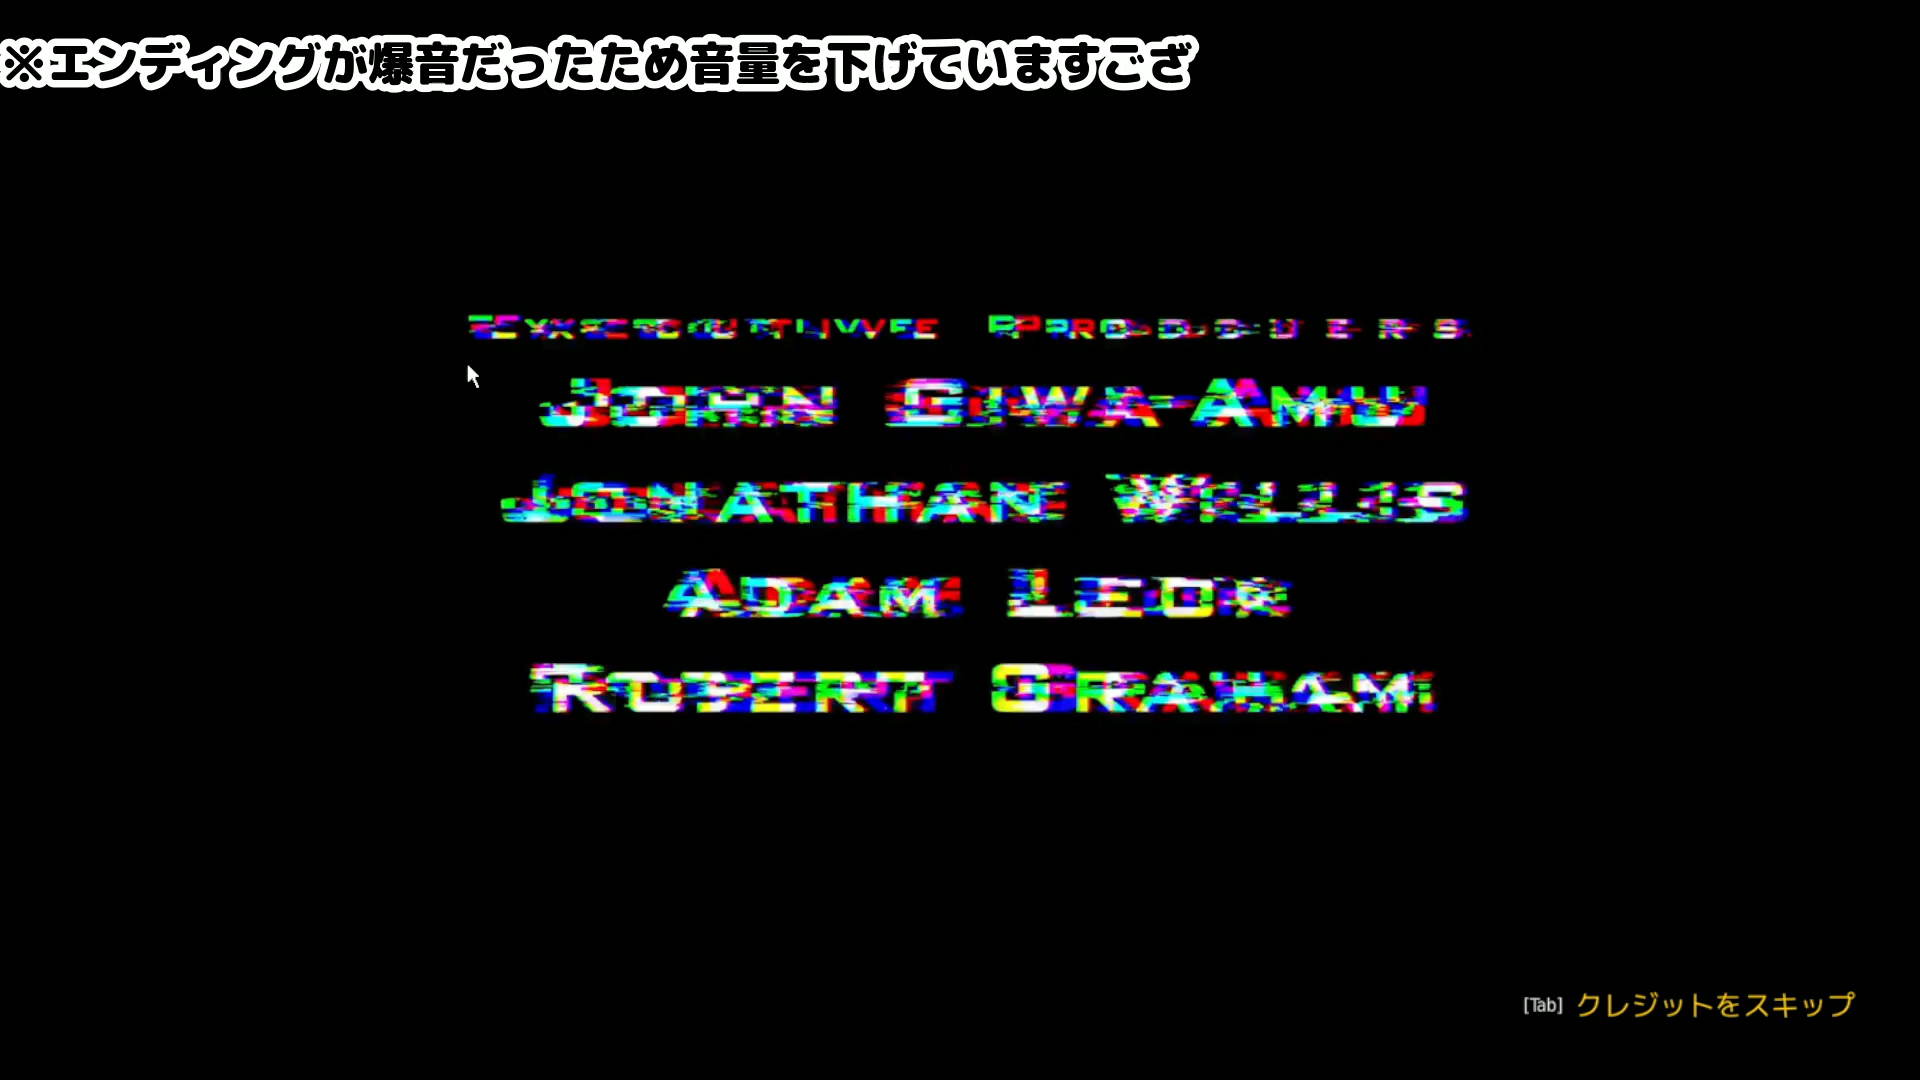 ※エンディングが爆音だったため音量を下げていますござ
Executive Producers
John Giwa-Amu
Jonathan Willis
Adam Leok
Robert Graham
[Tab] クレジットをスキップ